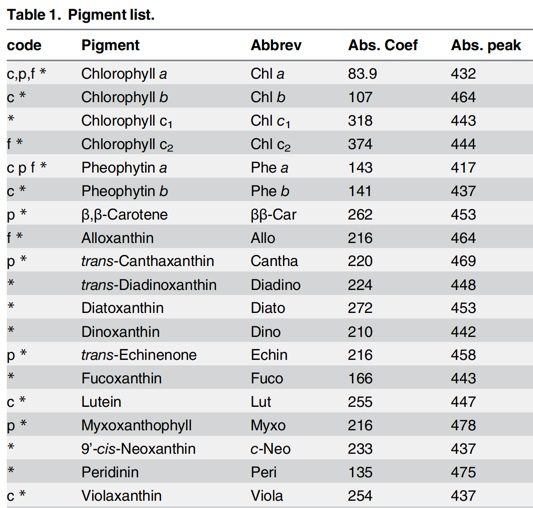 Table 1. Pigment list.
code Pigment Abbrev Abs. Coef Abs. peak
c,p,f * Chlorophyll a Chl a 83.9 432
c * Chlorophyll b Chl b 107 464
* Chlorophyll c₁ Chl c₁ 318 443
f * Chlorophyll c₂ Chl c₂ 374 444
c p f * Pheophytin a Phe a 143 417
c * Pheophytin b Phe b 141 437
p * β,β-Carotene ββ-Car 262 453
f * Alloxanthin Allo 216 464
p * trans-Canthaxanthin Cantha 220 469
* trans-Diadinoxanthin Diadino 224 448
* Diatoxanthin Diato 272 453
* Dinoxanthin Dino 210 442
p * trans-Echinenone Echin 216 458
* Fucoxanthin Fuco 166 443
c * Lutein Lut 255 447
p * Myxoxanthophyll Myxo 216 478
* 9’-cis-Neoxanthin c-Neo 233 437
* Peridinin Peri 135 475
c * Violaxanthin Viola 254 437